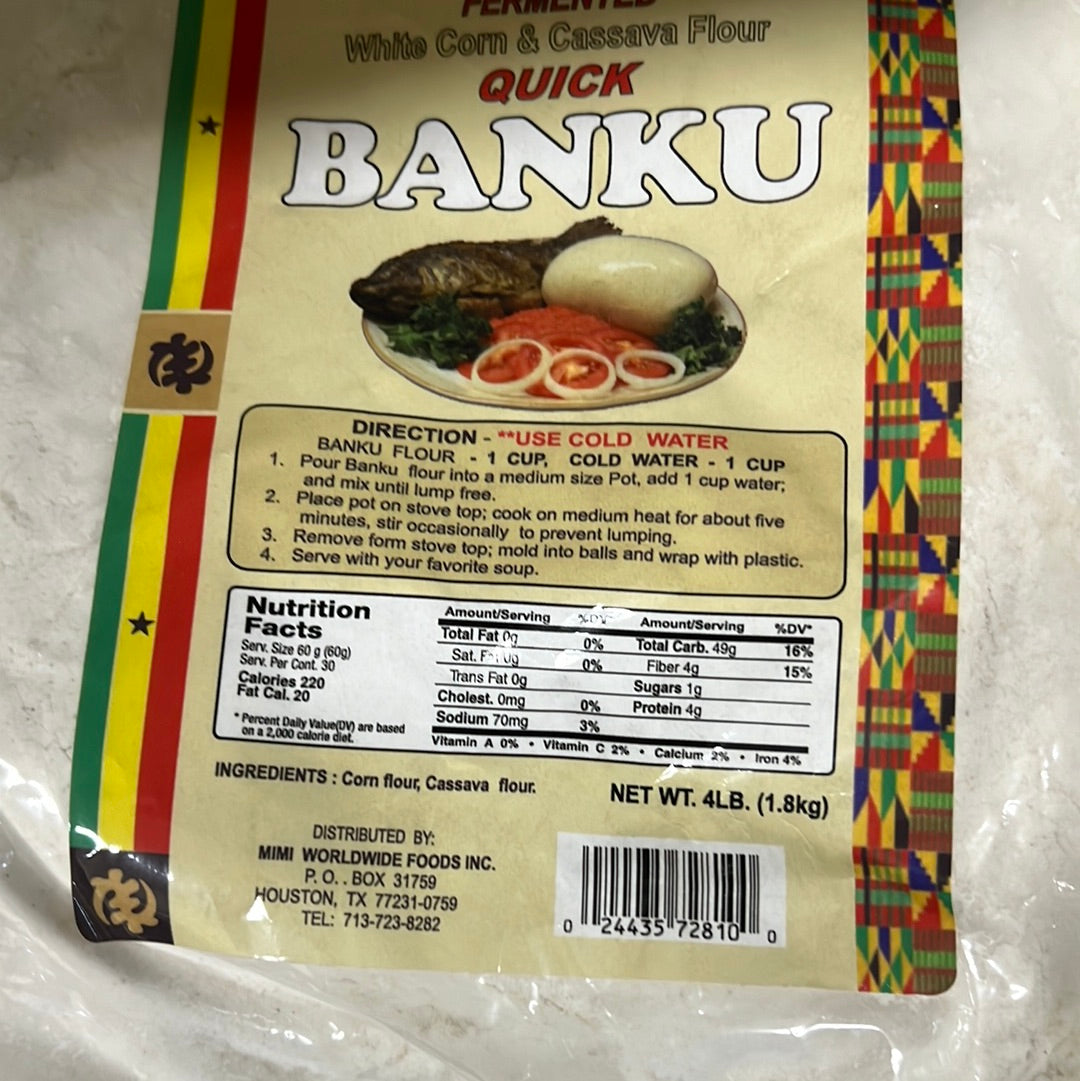 FERMENTED
White Corn & Cassava Flour
QUICK
BANKU
DIRECTION - **USE COLD WATER
BANKU FLOUR - 1 CUP, COLD WATER - 1 CUP
1. Pour Banku flour into a medium size Pot, add 1 cup water;
and mix until lump free.
2. Place pot on stove top; cook on medium heat for about five
minutes, stir occasionally to prevent lumping.
3. Remove form stove top; mold into balls and wrap with plastic.
4. Serve with your favorite soup.
Nutrition
Facts
Serv. Size 60 g (60g)
Serv. Per Cont. 30
Calories 220
Fat Cal. 20
* Percent Daily Value(DV) are based
on a 2,000 calorie diet.
Amount/Serving %DV*
Total Fat 0g 0%
Sat. Fat 0g 0%
Trans Fat 0g
Cholest. 0mg 0%
Sodium 70mg 3%
Amount/Serving %DV*
Total Carb. 49g 16%
Fiber 4g 15%
Sugars 1g
Protein 4g
Vitamin A 0% • Vitamin C 2% • Calcium 2% • Iron 4%
INGREDIENTS : Corn flour, Cassava flour.
NET WT. 4LB. (1.8kg)
DISTRIBUTED BY:
MIMI WORLDWIDE FOODS INC.
P. O. . BOX 31759
HOUSTON, TX 77231-0759
TEL: 713-723-8282
0 24435 72810 0